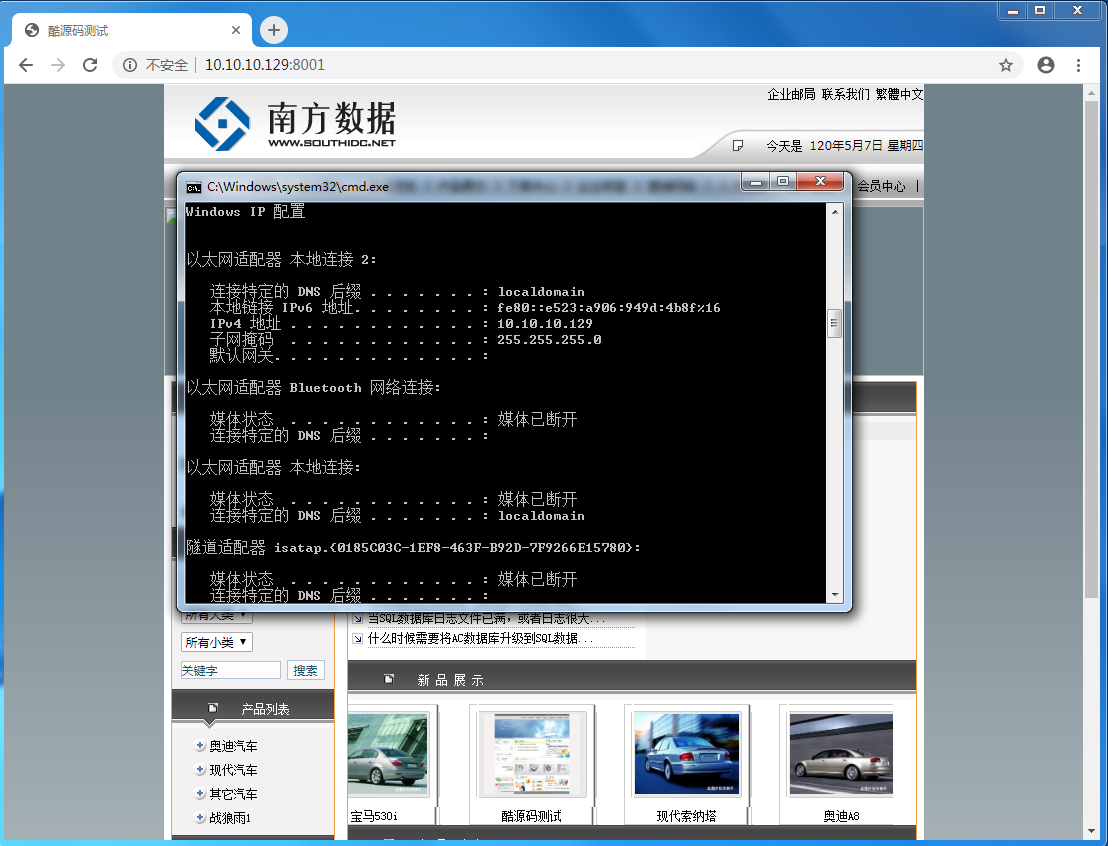 酷源码测试
不安全 10.10.10.129:8001
企业邮局 联系我们 繁體中文
南方数据
WWW.SOUTHIDC.NET
今天是 120年5月7日 星期四
会员中心 |
C:\Windows\system32\cmd.exe
Windows IP 配置
以太网适配器 本地连接 2:
连接特定的 DNS 后缀 . . . . . . . : localdomain
本地链接 IPv6 地址. . . . . . . . : fe80::e523:a906:949d:4b8f%16
IPv4 地址 . . . . . . . . . . . . : 10.10.10.129
子网掩码 . . . . . . . . . . . . : 255.255.255.0
默认网关. . . . . . . . . . . . . :
以太网适配器 Bluetooth 网络连接:
媒体状态 . . . . . . . . . . . . : 媒体已断开
连接特定的 DNS 后缀 . . . . . . . :
以太网适配器 本地连接:
媒体状态 . . . . . . . . . . . . : 媒体已断开
连接特定的 DNS 后缀 . . . . . . . : localdomain
隧道适配器 isatap.{0185C03C-1EF8-463F-B92D-7F9266E15780}:
媒体状态 . . . . . . . . . . . . : 媒体已断开
连接特定的 DNS 后缀 . . . . . . . :
所有大类
当SQL数据库日志文件已满，或者日志很大...
所有小类
什么时候需要将AC数据库升级到SQL数据...
关键字 搜索
新品展示
产品列表
奥迪汽车
现代汽车
其它汽车
战狼雨1
宝马530i
酷源码测试
现代索纳塔
奥迪A8